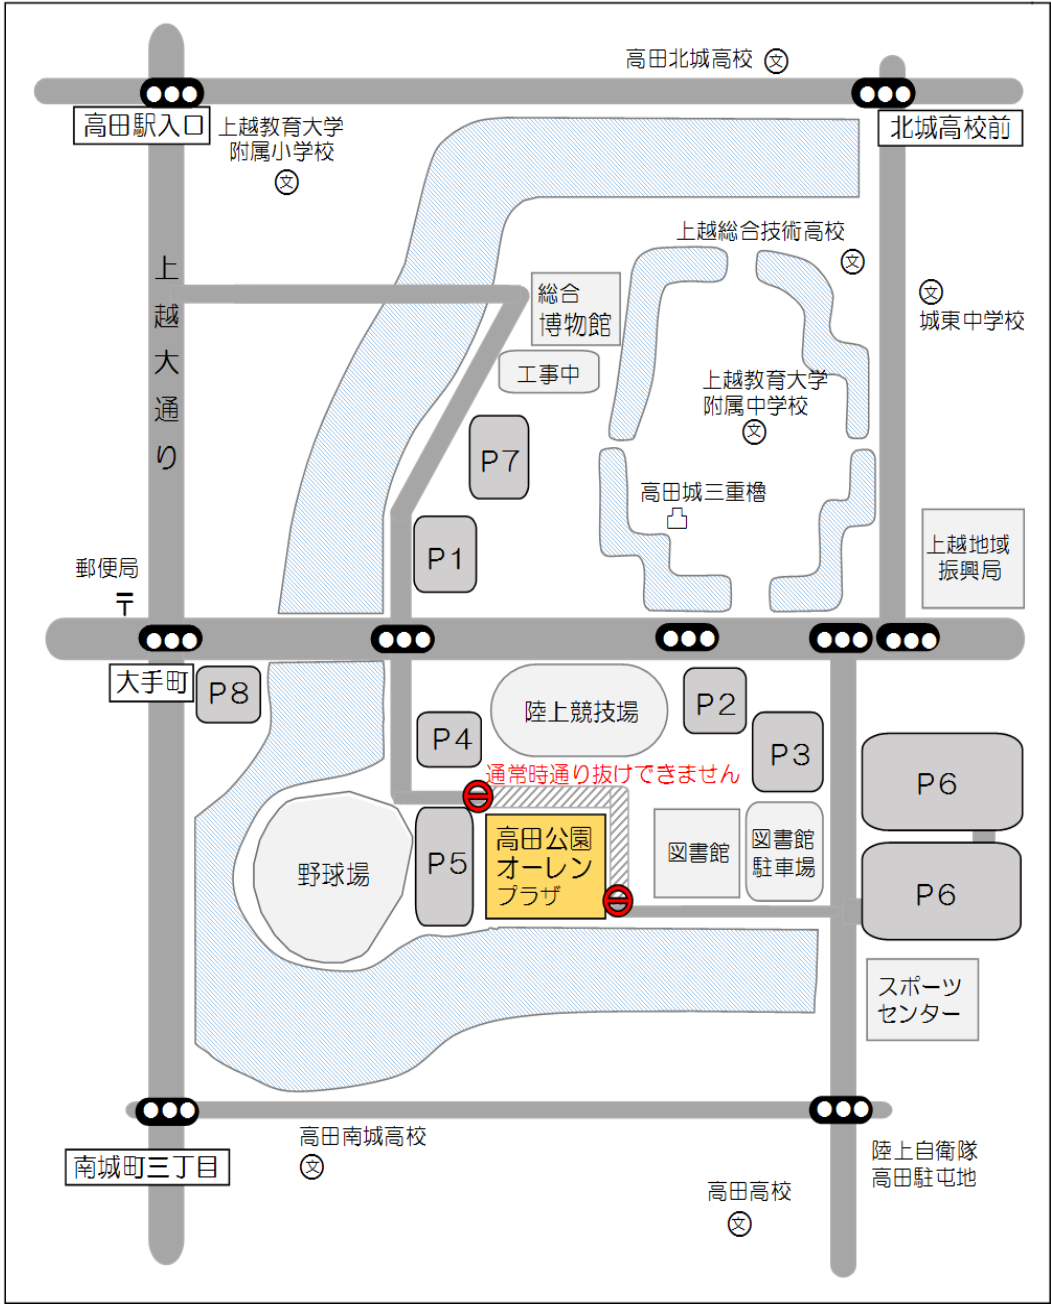 高田北城高校
文
高田駅入口
北城高校前
上越教育大学
附属小学校
文
上越総合技術高校
文
上越大通り
総合
博物館
文
城東中学校
工事中
上越教育大学
附属中学校
文
P7
高田城三重櫓
P1
上越地域
振興局
郵便局
〒
大手町
P8
P4
陸上競技場
P2
P3
通常時通り抜けできません
P6
野球場
P5
高田公園
オーレン
プラザ
図書館
図書館
駐車場
P6
スポーツ
センター
高田南城高校
文
南城町三丁目
高田高校
文
陸上自衛隊
高田駐屯地